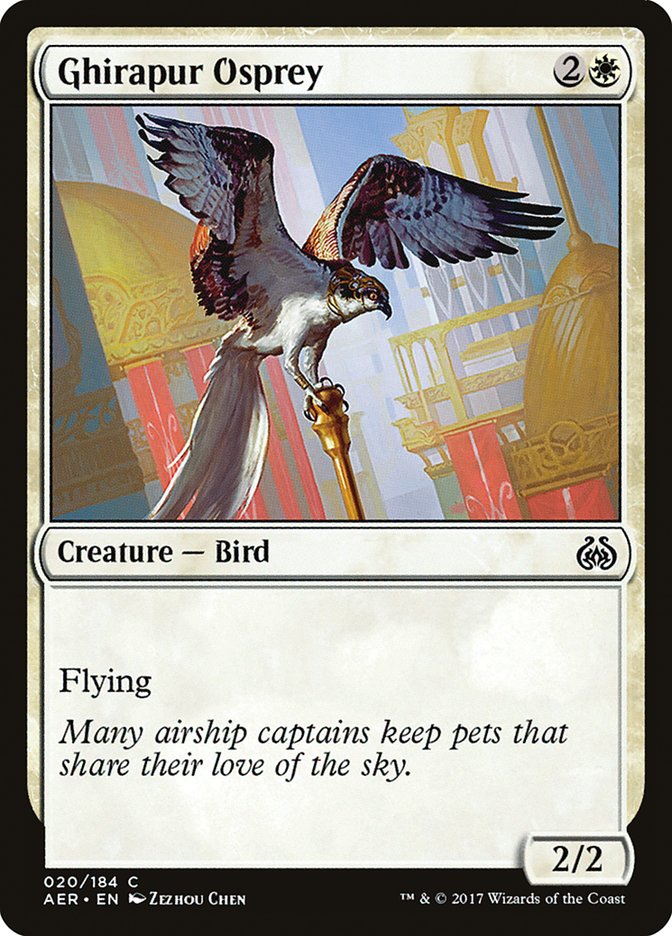 Ghirapur Osprey 2
Creature — Bird
Flying
Many airship captains keep pets that
share their love of the sky.
2/2
020/184 C
AER • EN Zezhou Chen
™ & © 2017 Wizards of the Coast